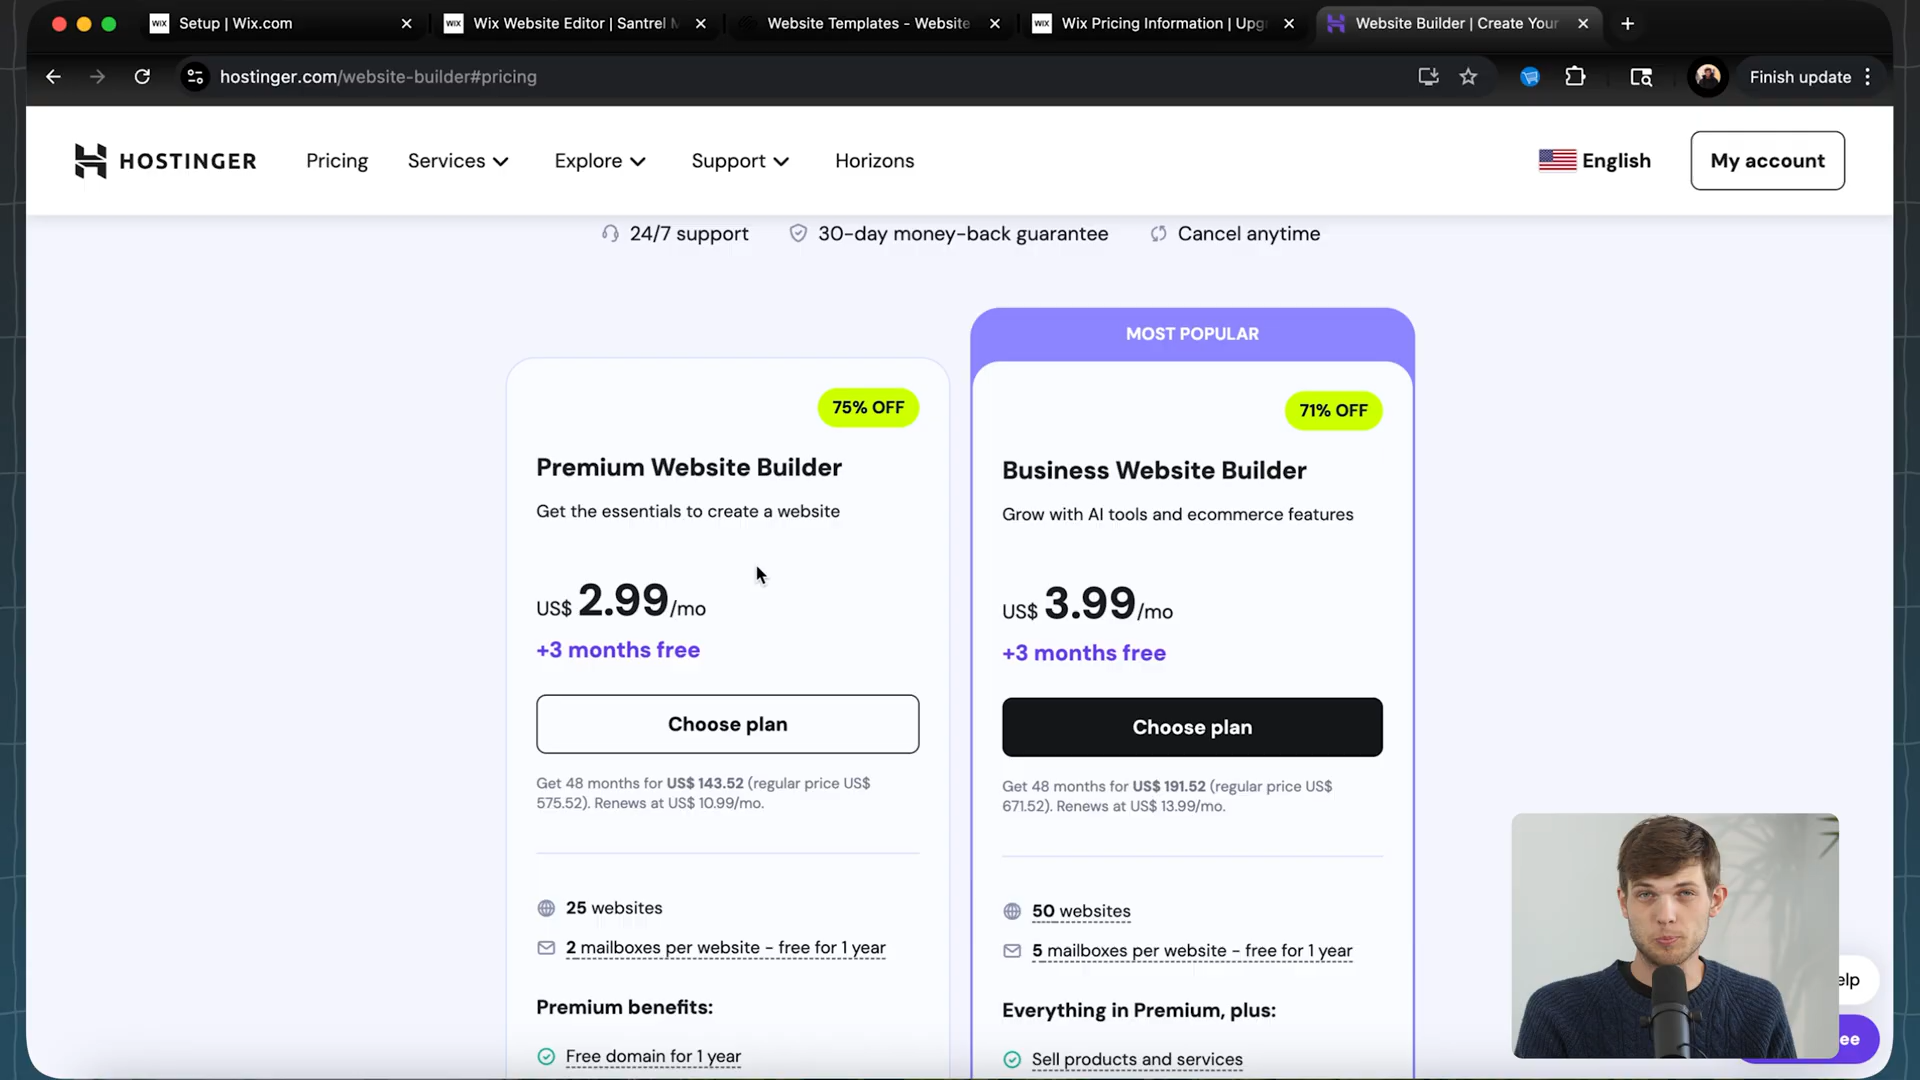 Setup | Wix.com
Wix Website Editor | Santrel M
Website Templates - Website
Wix Pricing Information | Upg
Website Builder | Create Your
hostinger.com/website-builder#pricing
Finish update
HOSTINGER
Pricing
Services
Explore
Support
Horizons
English
My account
24/7 support
30-day money-back guarantee
Cancel anytime
75% OFF
Premium Website Builder
Get the essentials to create a website
US$ 2.99/mo
+3 months free
Choose plan
Get 48 months for US$ 143.52 (regular price US$
575.52). Renews at US$ 10.99/mo.
25 websites
2 mailboxes per website - free for 1 year
Premium benefits:
Free domain for 1 year
MOST POPULAR
71% OFF
Business Website Builder
Grow with AI tools and ecommerce features
US$ 3.99/mo
+3 months free
Choose plan
Get 48 months for US$ 191.52 (regular price US$
671.52). Renews at US$ 13.99/mo.
50 websites
5 mailboxes per website - free for 1 year
Everything in Premium, plus:
Sell products and services
elp
ee